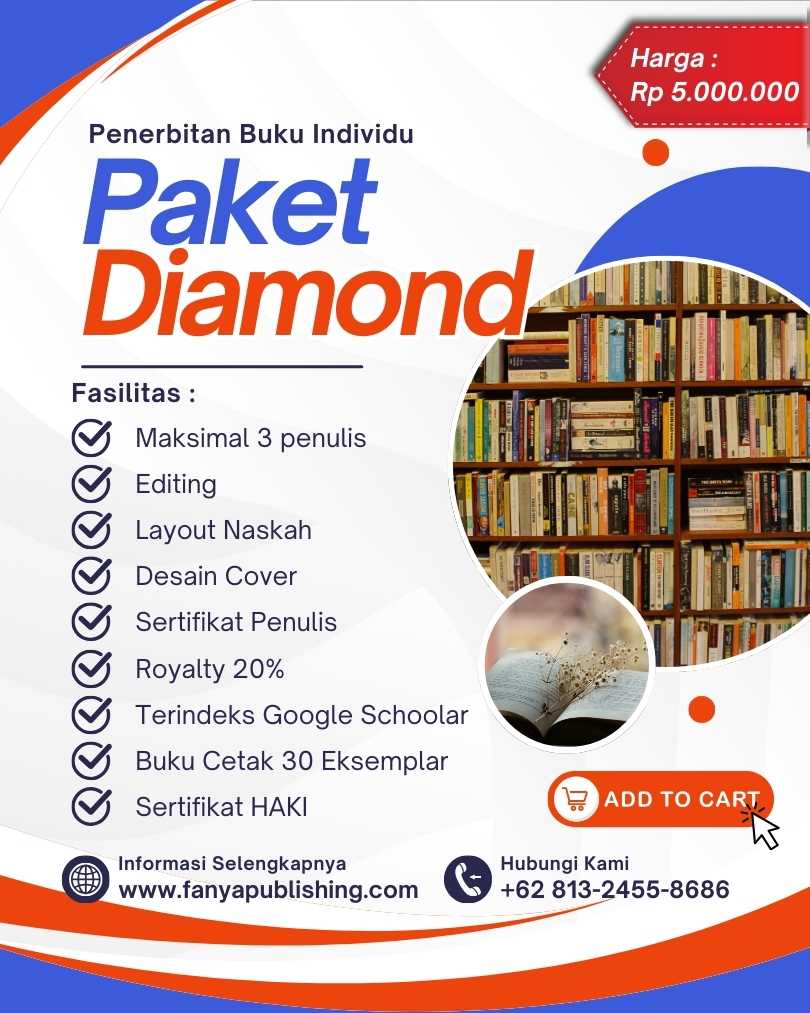 Harga :
Rp 5.000.000
Penerbitan Buku Individu
Paket
Diamond
Fasilitas :
Maksimal 3 penulis
Editing
Layout Naskah
Desain Cover
Sertifikat Penulis
Royalty 20%
Terindeks Google Schoolar
Buku Cetak 30 Eksemplar
Sertifikat HAKI
ADD TO CART
Informasi Selengkapnya
www.fanyapublishing.com
Hubungi Kami
+62 813-2455-8686